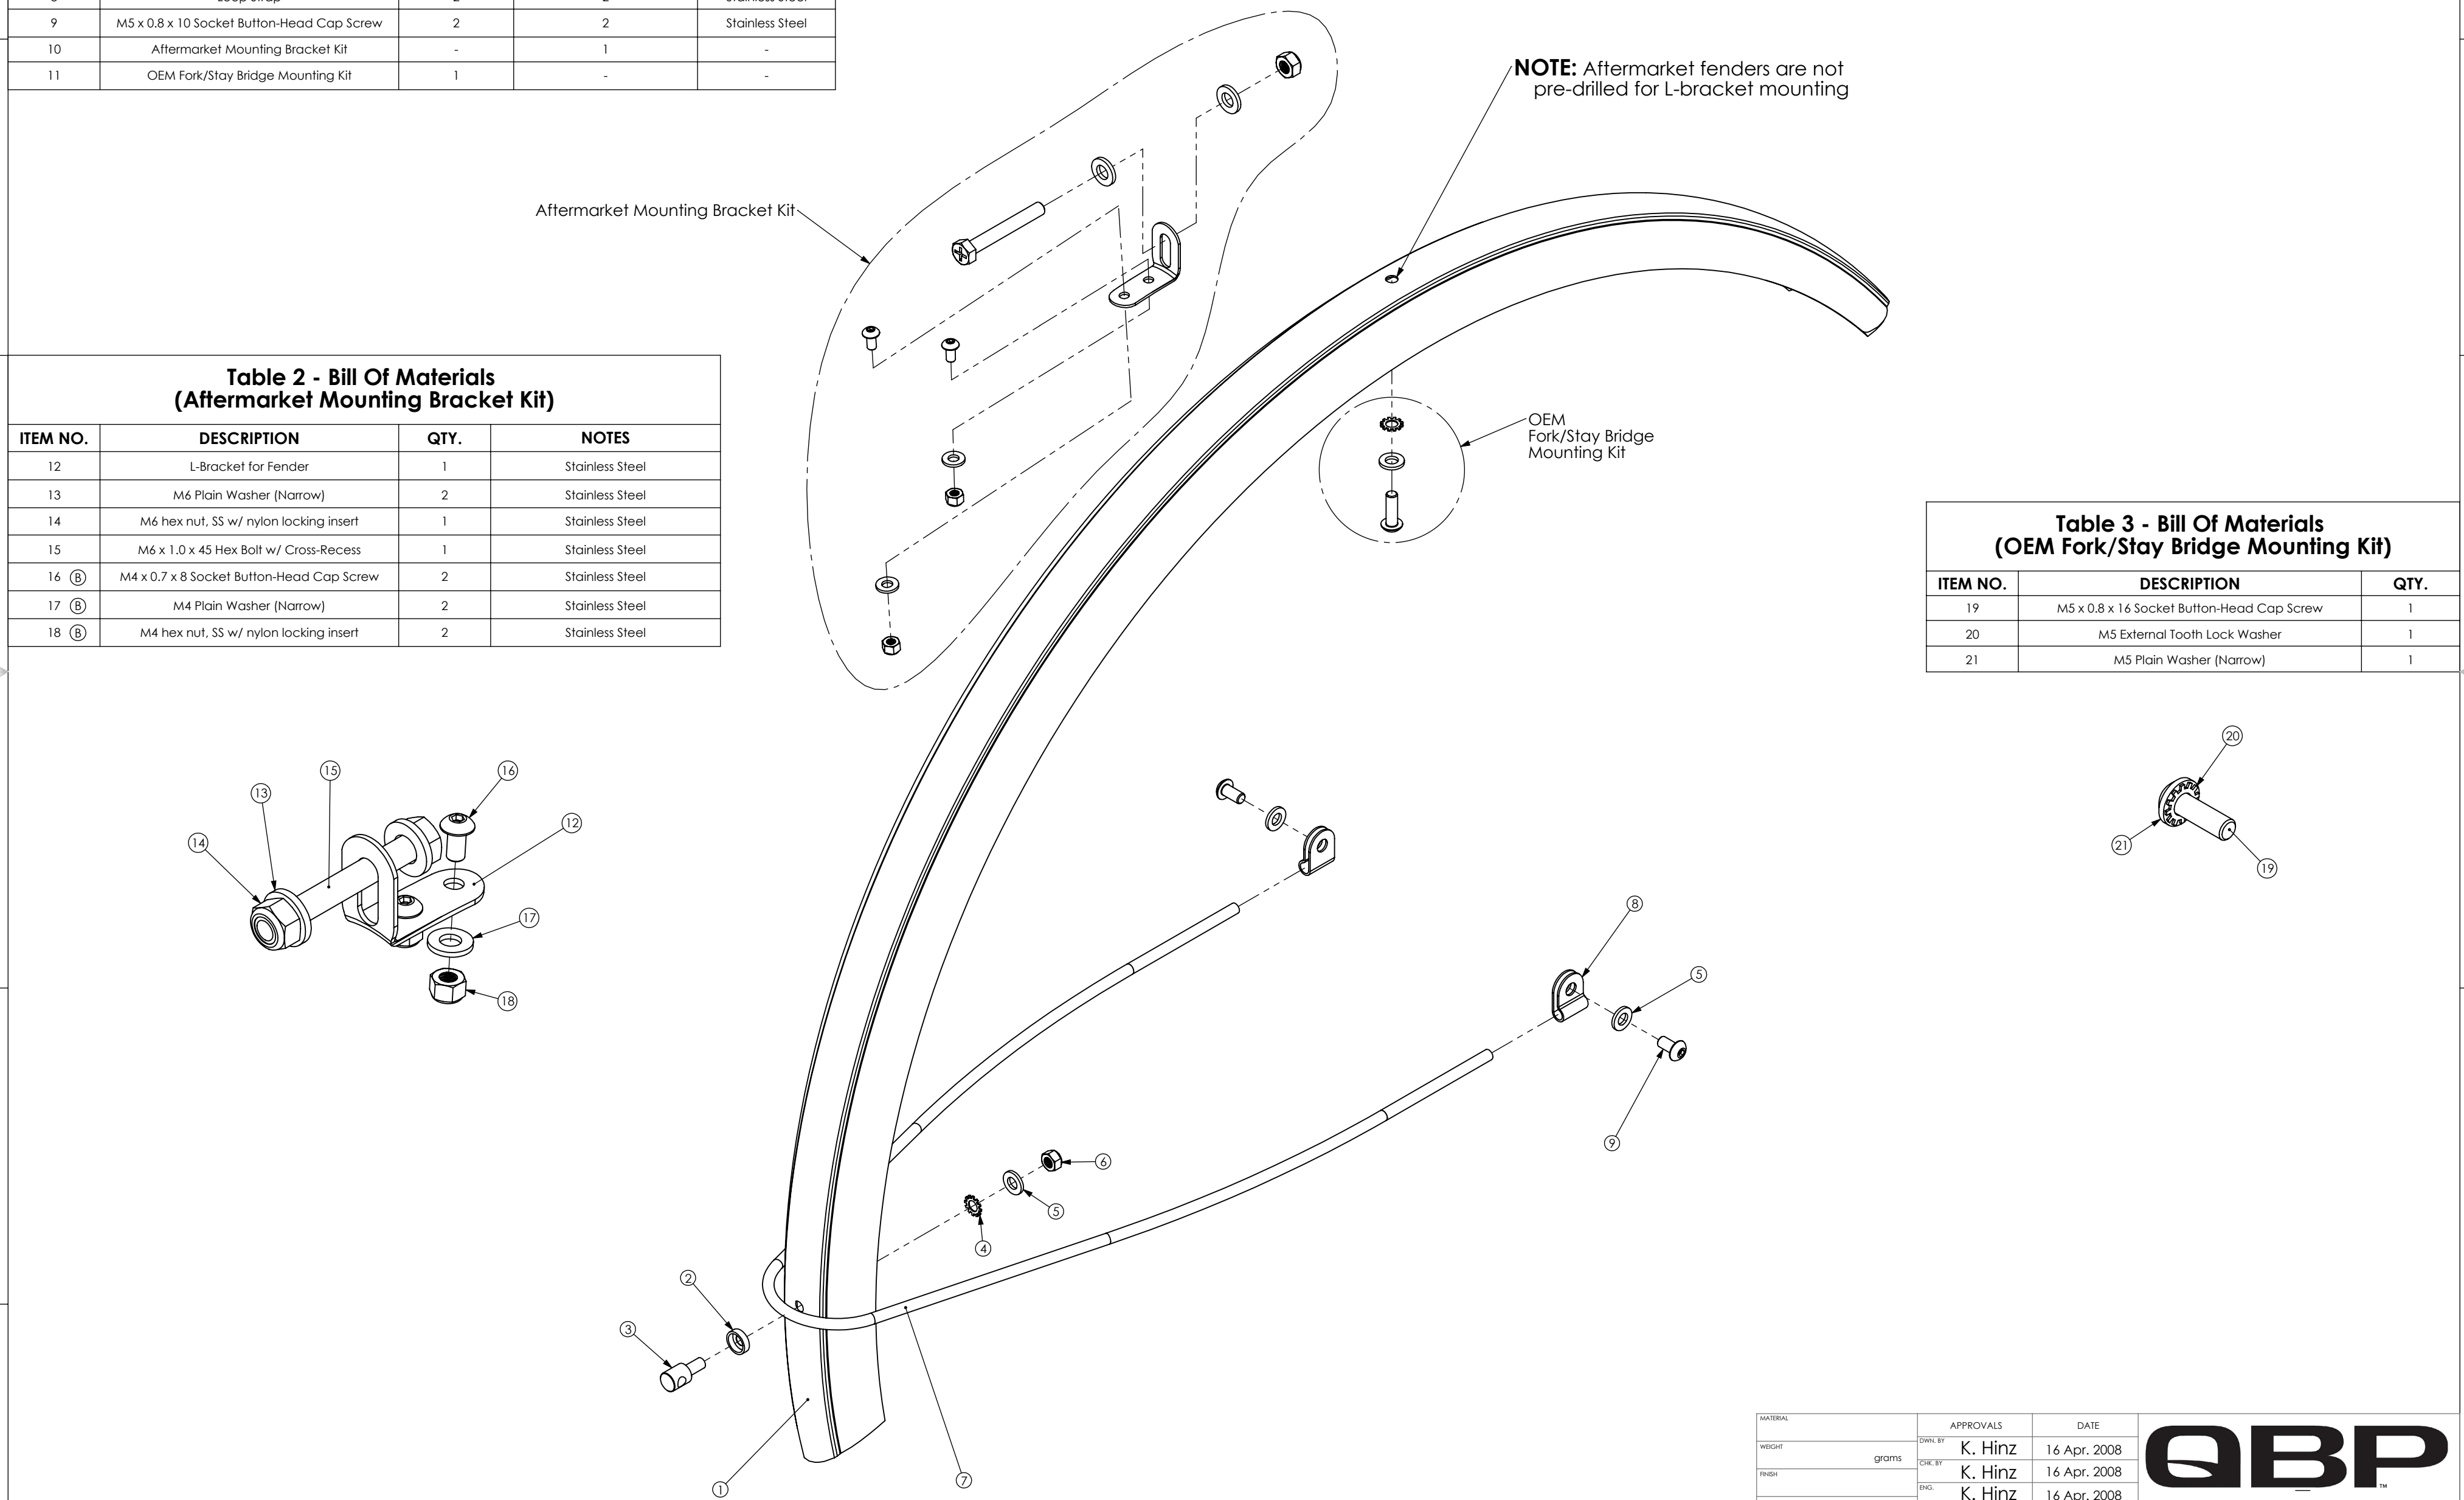 9 M5 x 0.8 x 10 Socket Button-Head Cap Screw 2 2 Stainless Steel
10 Aftermarket Mounting Bracket Kit - 1 -
11 OEM Fork/Stay Bridge Mounting Kit 1 - -
NOTE: Aftermarket fenders are not
pre-drilled for L-bracket mounting
Aftermarket Mounting Bracket Kit
Table 2 - Bill Of Materials
(Aftermarket Mounting Bracket Kit)
ITEM NO. DESCRIPTION QTY. NOTES
12 L-Bracket for Fender 1 Stainless Steel
13 M6 Plain Washer (Narrow) 2 Stainless Steel
14 M6 hex nut, SS w/ nylon locking insert 1 Stainless Steel
15 M6 x 1.0 x 45 Hex Bolt w/ Cross-Recess 1 Stainless Steel
16 B M4 x 0.7 x 8 Socket Button-Head Cap Screw 2 Stainless Steel
17 B M4 Plain Washer (Narrow) 2 Stainless Steel
18 B M4 hex nut, SS w/ nylon locking insert 2 Stainless Steel
OEM
Fork/Stay Bridge
Mounting Kit
Table 3 - Bill Of Materials
(OEM Fork/Stay Bridge Mounting Kit)
ITEM NO. DESCRIPTION QTY.
19 M5 x 0.8 x 16 Socket Button-Head Cap Screw 1
20 M5 External Tooth Lock Washer 1
21 M5 Plain Washer (Narrow) 1
15
16
13
12
14
17
18
20
21
19
8
5
9
6
5
4
2
3
7
1
MATERIAL
WEIGHT grams
FINISH
APPROVALS DATE
DWN. BY K. Hinz 16 Apr. 2008
CHK. BY K. Hinz 16 Apr. 2008
ENG. K. Hinz 16 Apr. 2008
QBP™